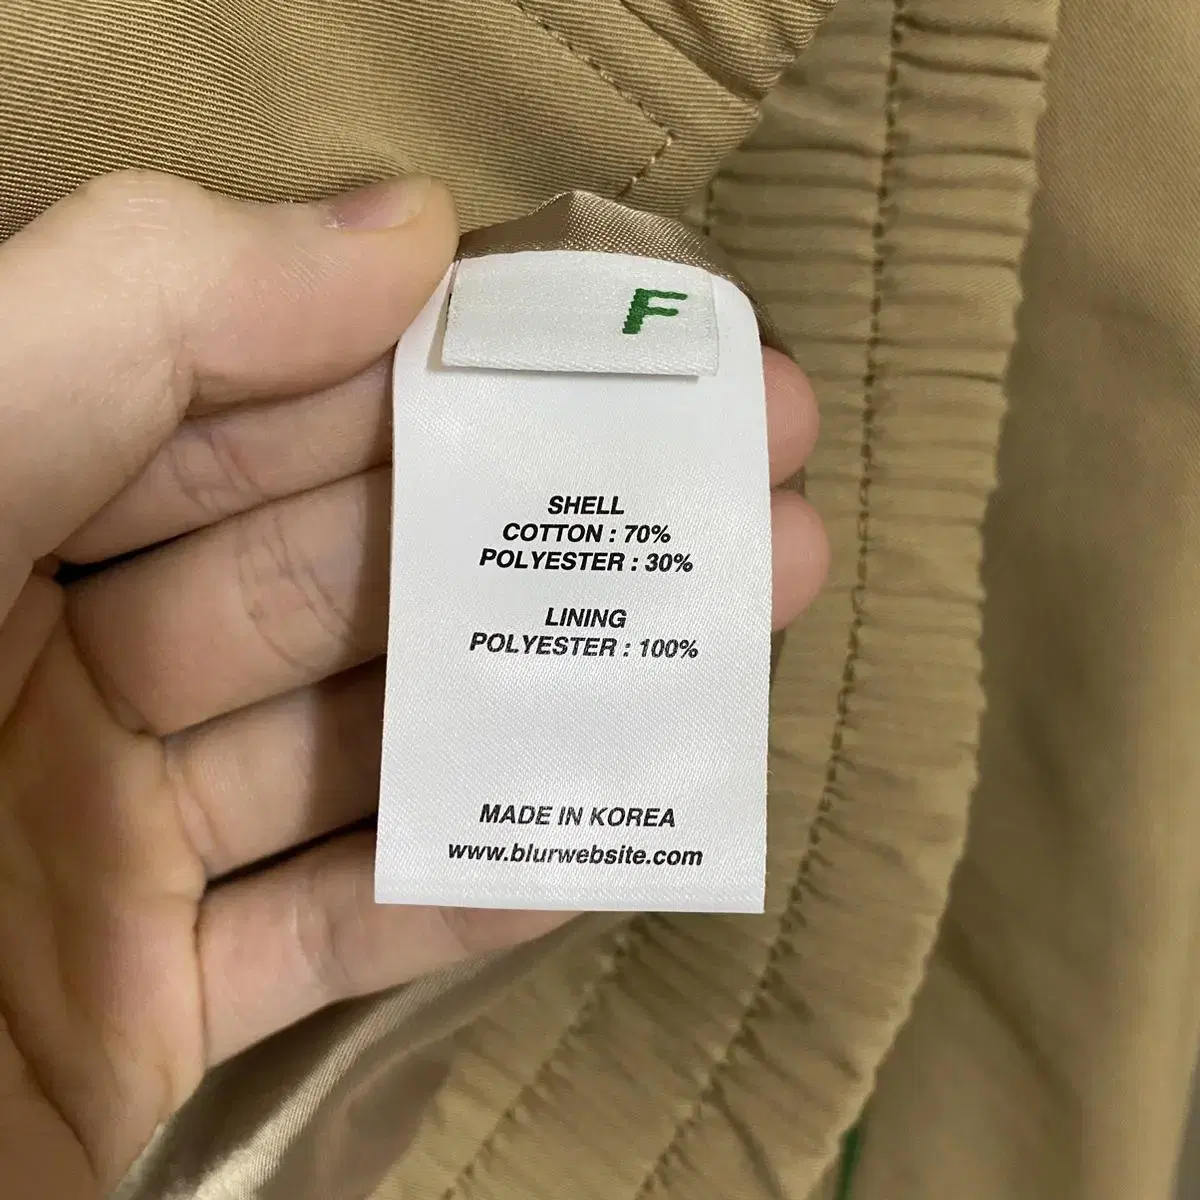 F
SHELL
COTTON : 70%
POLYESTER : 30%
LINING
POLYESTER : 100%
MADE IN KOREA
www.blurwebsite.com